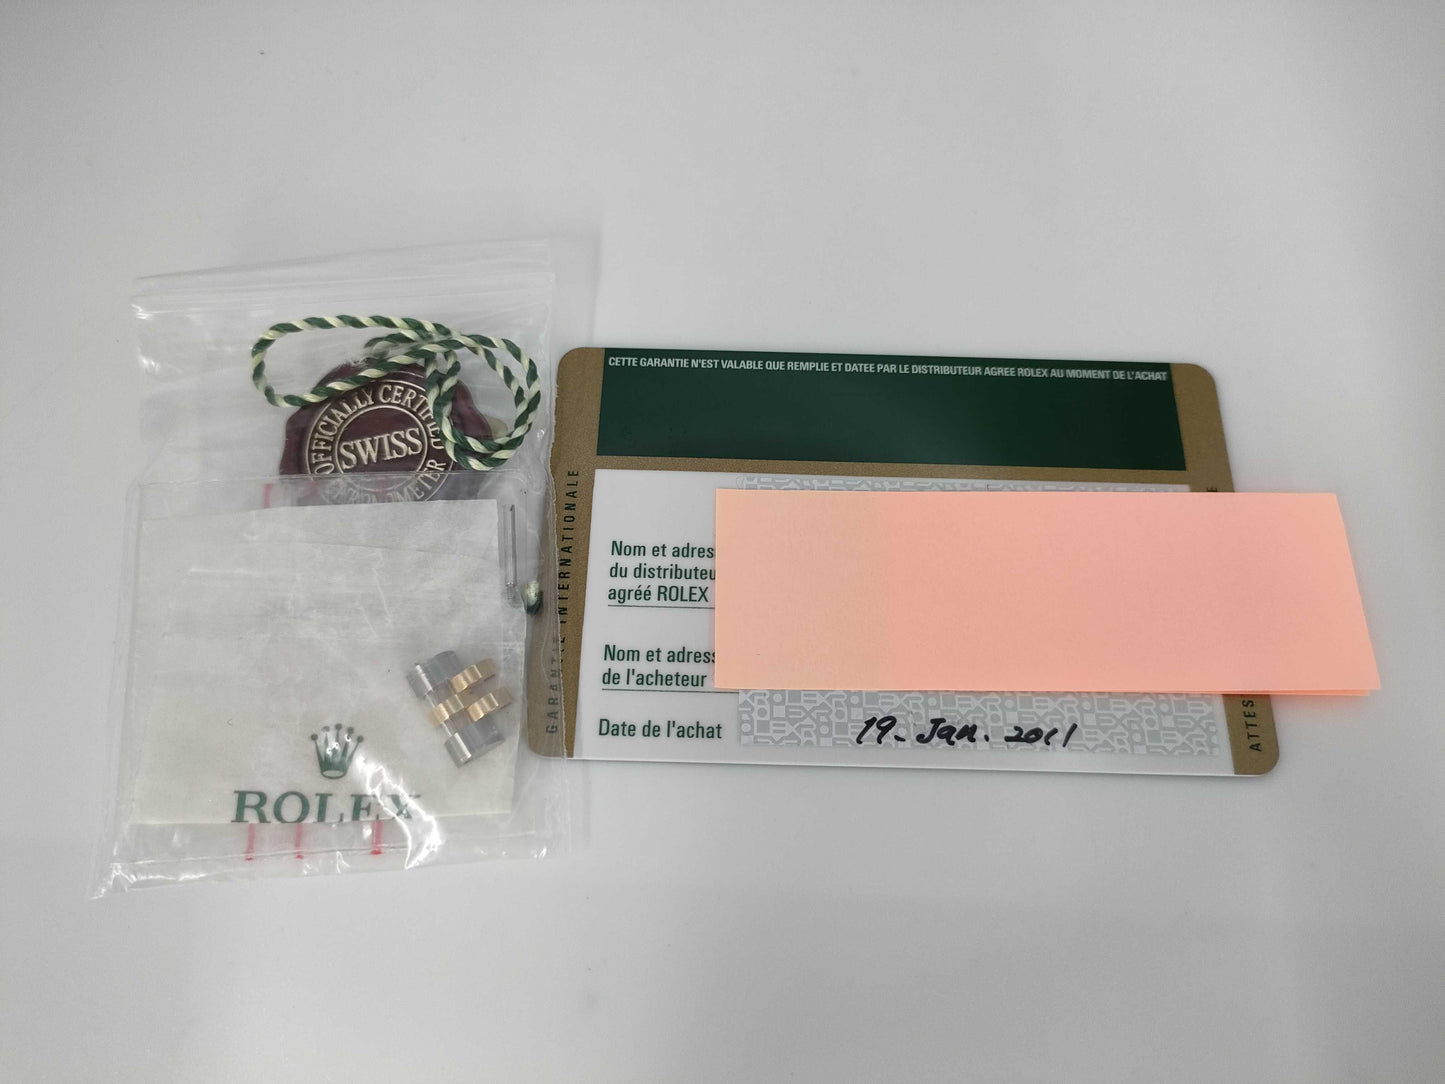 OFFICIALLY CERTIFIED
SWISS
CHRONOMETER
ROLEX
CETTE GARANTIE N'EST VALABLE QUE REMPLIE ET DATEE PAR LE DISTRIBUTEUR AGREE ROLEX AU MOMENT DE L'ACHAT
GARANTIE INTERNATIONALE
Nom et adres
du distributeu
agréé ROLEX
Nom et adress
de l'acheteur
Date de l'achat 19. Jan. 2011
ATTES